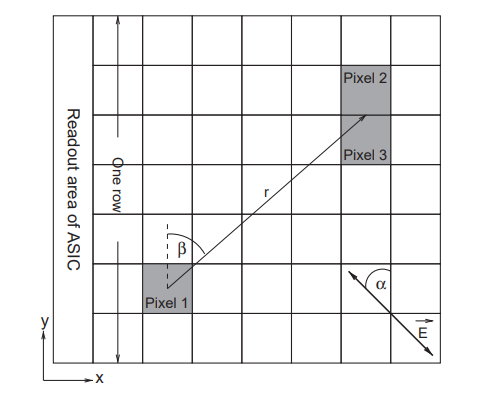 Readout area of ASIC
One row
Pixel 2
Pixel 3
r
β
Pixel 1
α
E
y
x